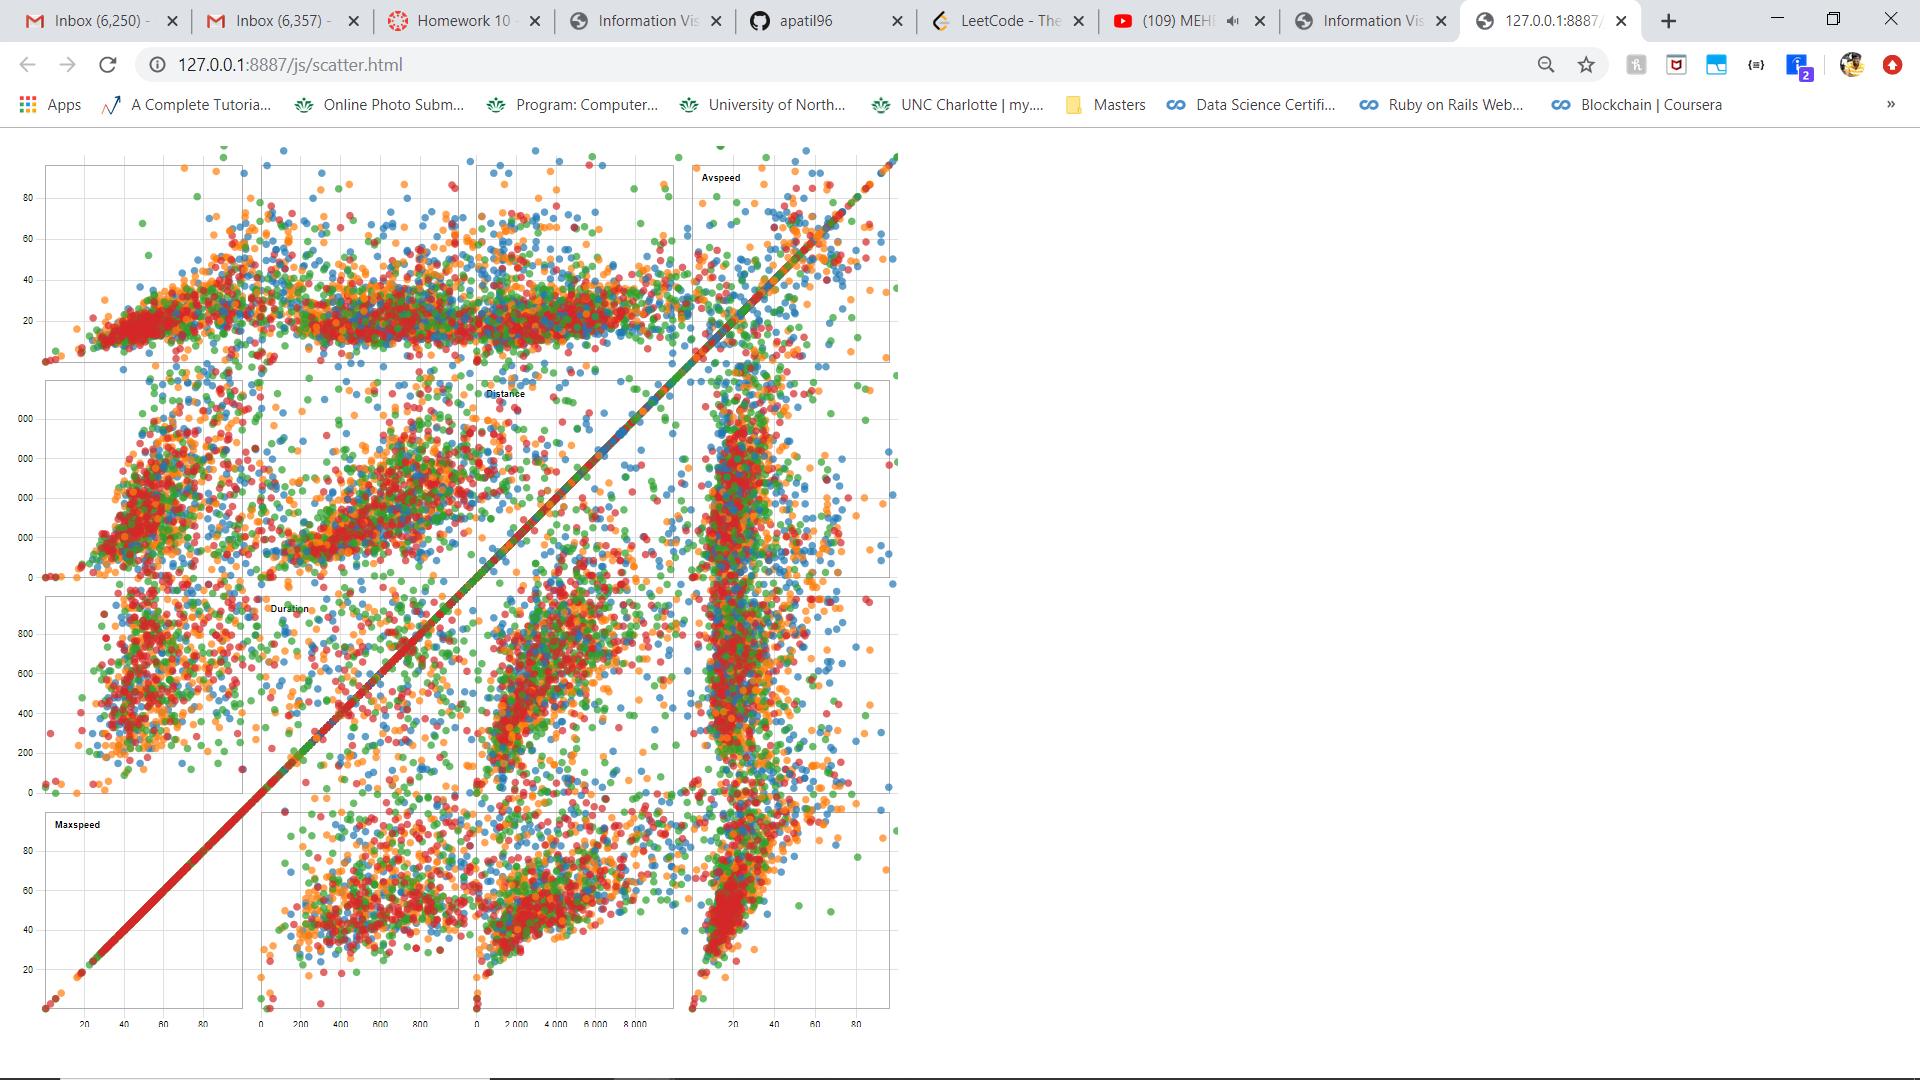 Inbox (6,250) -
Inbox (6,357) -
Homework 10 -
Information Vis
apatil96
LeetCode - The
(109) MEH
Information Vis
127.0.0.1:8887/
127.0.0.1:8887/js/scatter.html
2
Apps
A Complete Tutoria...
Online Photo Subm...
Program: Computer...
University of North...
UNC Charlotte | my....
Masters
Data Science Certifi...
Ruby on Rails Web...
Blockchain | Coursera
»
Avspeed
80
60
40
20
Distance
000
000
000
000
0
Duration
800
600
400
200
0
Maxspeed
80
60
40
20
20 40 60 80 0 200 400 600 800 0 2 000 4 000 6 000 8 000 20 40 60 80